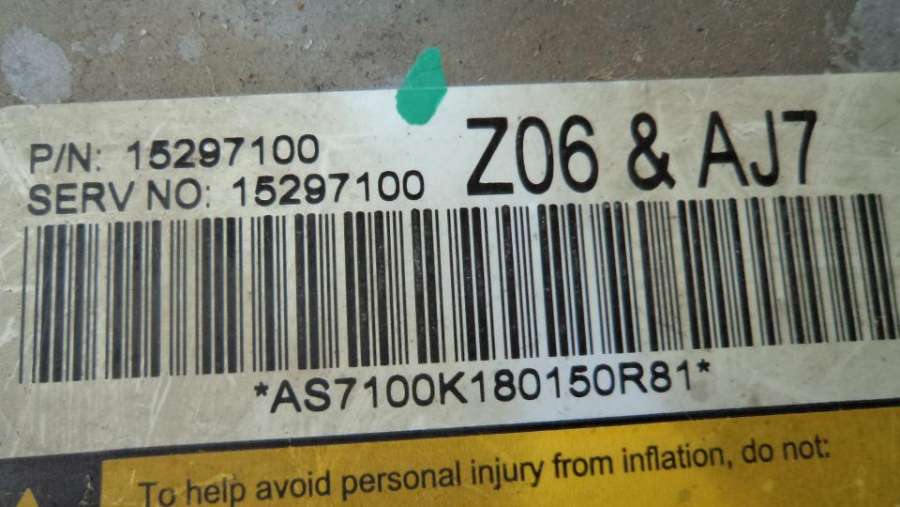 P/N: 15297100
SERV NO: 15297100
Z06 & AJ7
*AS7100K180150R81*
To help avoid personal injury from inflation, do not: